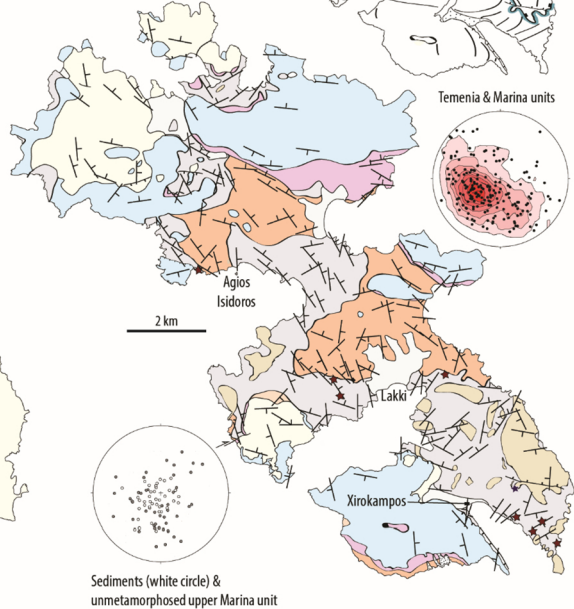 Temenia & Marina units
Agios
Isidoros
2 km
Lakki
Xirokampos
Sediments (white circle) &
unmetamorphosed upper Marina unit